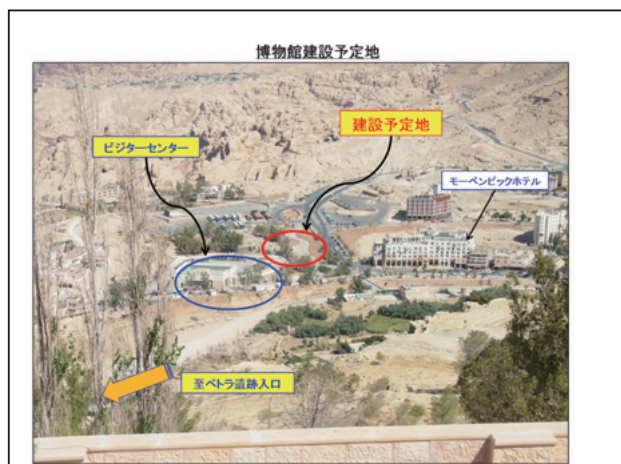 博物館建設予定地
建設予定地
ビジターセンター
モーベンピックホテル
至ペトラ遺跡入口